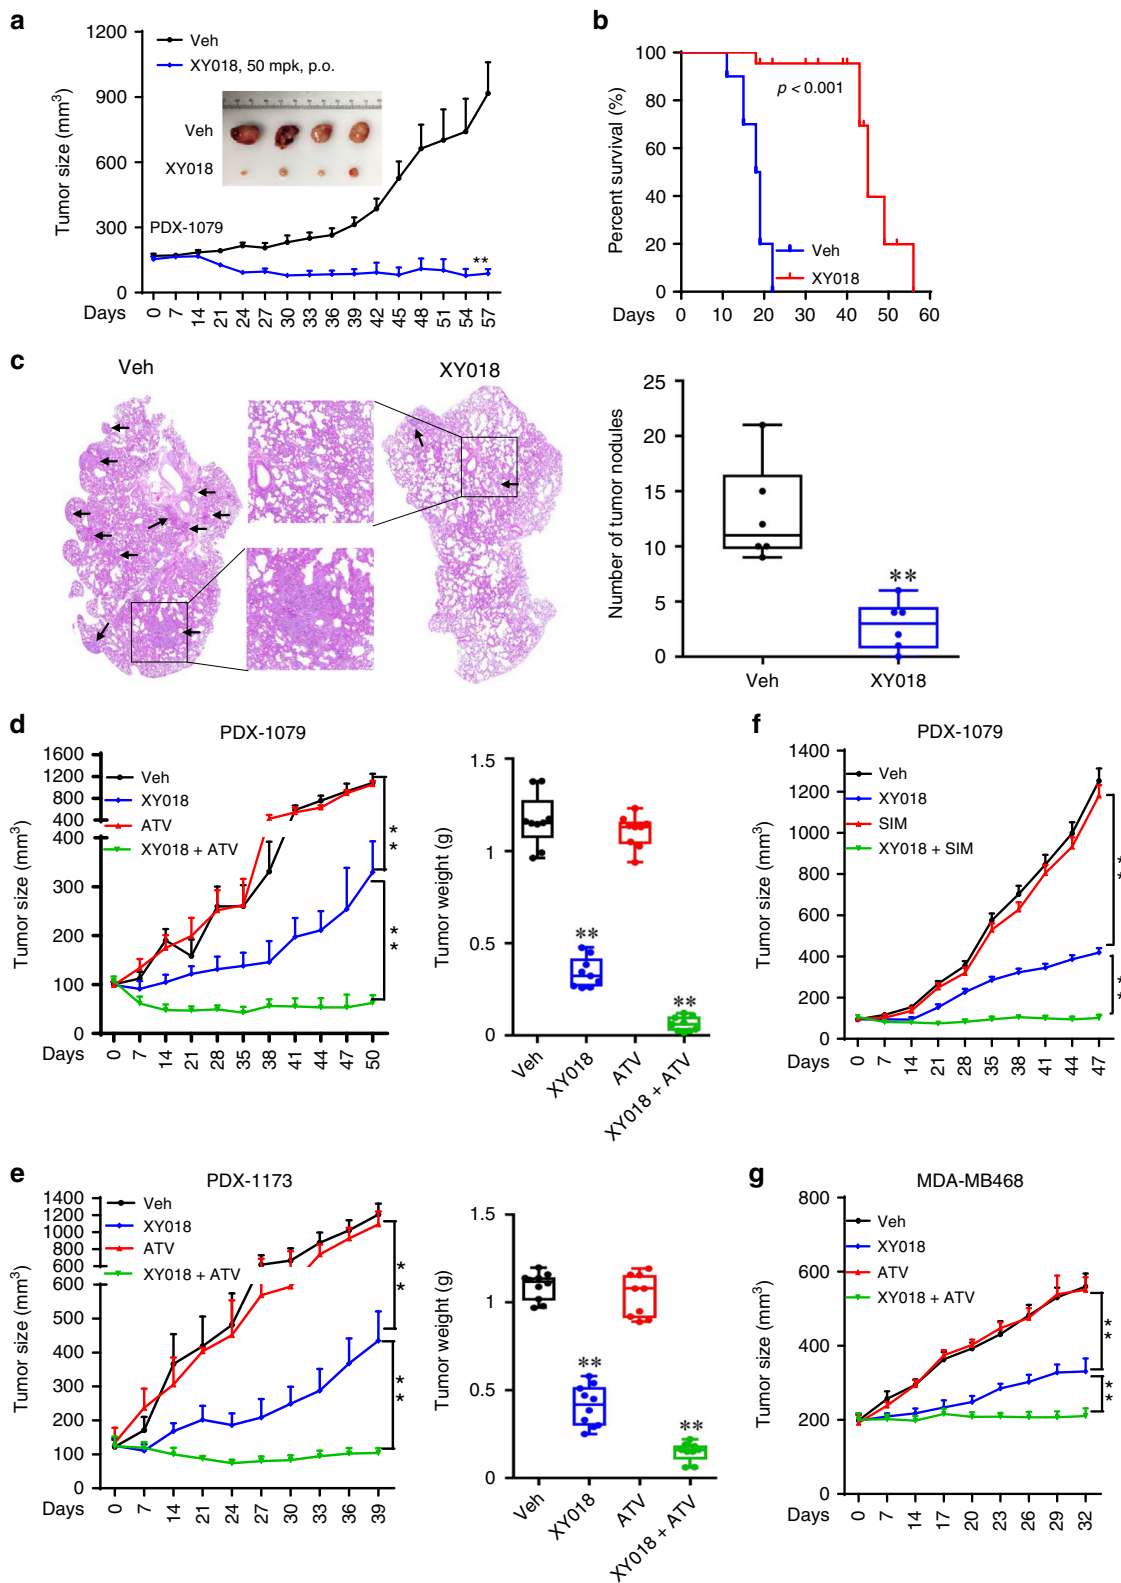 a
1200
900
600
300
0
Tumor size (mm³)
Veh
XY018, 50 mpk, p.o.
Veh
XY018
PDX-1079
**
Days 0 7 14 21 24 27 30 33 36 39 42 45 48 51 54 57
b
100
80
60
40
20
0
Percent survival (%)
p < 0.001
Veh
XY018
Days 0 10 20 30 40 50 60
c
Veh
XY018
25
20
15
10
5
0
Number of tumor nodules
**
Veh XY018
d
PDX-1079
1600
1200
800
400
400
300
200
100
0
Tumor size (mm³)
Veh
XY018
ATV
XY018 + ATV
**
**
Days 0 7 14 21 28 35 38 41 44 47 50
1.5
1
0.5
0
Tumor weight (g)
**
**
Veh XY018 ATV XY018 + ATV
f
PDX-1079
1400
1200
1000
800
600
400
200
0
Tumor size (mm³)
Veh
XY018
SIM
XY018 + SIM
**
**
Days 0 7 14 21 28 35 38 41 44 47
e
PDX-1173
1400
1200
1000
800
600
600
500
400
300
200
100
0
Tumor size (mm³)
Veh
XY018
ATV
XY018 + ATV
**
**
Days 0 7 14 21 24 27 30 33 36 39
1.5
1
0.5
0
Tumor weight (g)
**
**
Veh XY018 ATV XY018 + ATV
g
MDA-MB468
800
600
400
200
0
Tumor size (mm³)
Veh
XY018
ATV
XY018 + ATV
**
**
Days 0 7 14 17 20 23 26 29 32